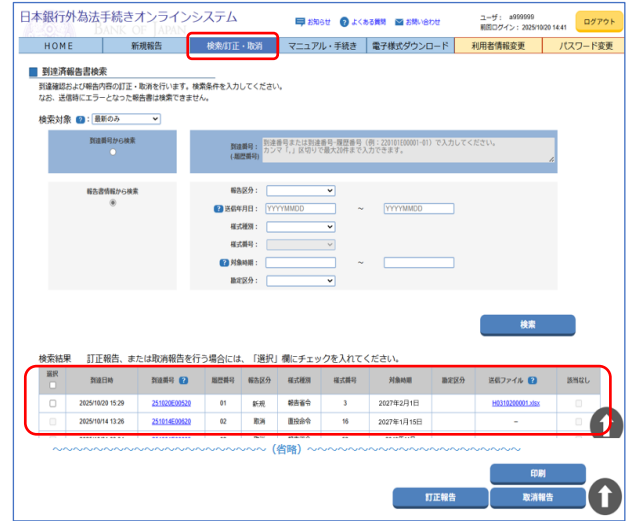 日本銀行外為法手続きオンラインシステム
BANK OF JAPAN
お知らせ ? よくある質問 お問い合わせ
ユーザ： a999999
前回ログイン： 2025/10/20 14:41
ログアウト
HOME 新規報告 検索/訂正・取消 マニュアル・手続き 電子様式ダウンロード 利用者情報変更 パスワード変更
到達済報告書検索
到達確認および報告内容の訂正・取消を行います。検索条件を入力してください。
なお、送信時にエラーとなった報告書は検索できません。
検索対象 ?：最新のみ
到達番号から検索
到達番号：
(-履歴番号)
到達番号または到達番号-履歴番号（例：220101E00001-01）で入力してください。
カンマ「,」区切りで最大20件まで入力できます。
報告書情報から検索
報告区分：
? 送信年月日： YYYYMMDD ～ YYYYMMDD
様式種別：
様式番号：
? 対象時期： ～
勘定区分：
検索
検索結果 訂正報告、または取消報告を行う場合には、「選択」欄にチェックを入れてください。
選択 到達日時 到達番号 ? 履歴番号 報告区分 様式種別 様式番号 対象時期 勘定区分 送信ファイル ? 該当なし
2025/10/20 15:29 251020E00520 01 新規 報告省令 3 2027年2月1日 H0310200001.xlsx
2025/10/14 13:26 251014E00620 02 取消 直投命令 16 2027年1月15日 －
（省略）
印刷
訂正報告 取消報告